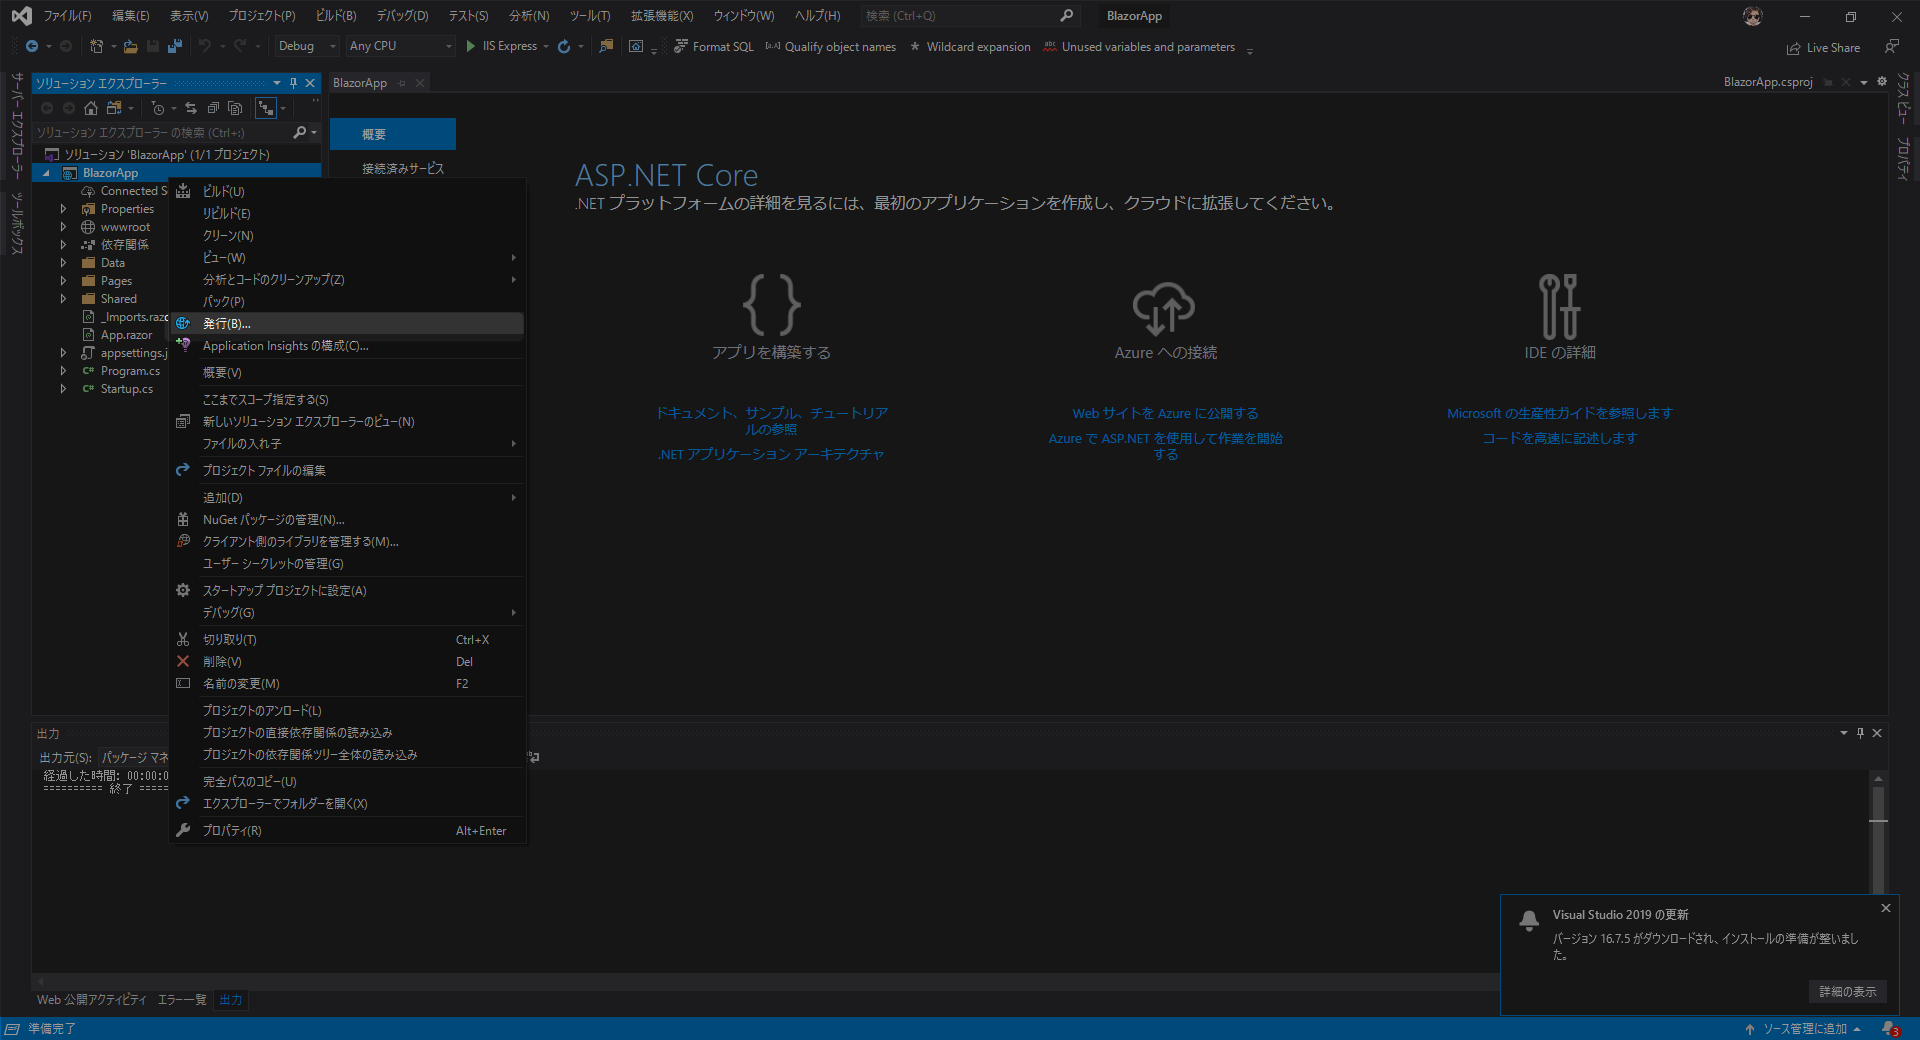 ファイル(F) 編集(E) 表示(V) プロジェクト(P) ビルド(B) デバッグ(D) テスト(S) 分析(N) ツール(T) 拡張機能(X) ウィンドウ(W) ヘルプ(H) 検索 (Ctrl+Q) BlazorApp
Debug Any CPU IIS Express Format SQL Qualify object names Wildcard expansion Unused variables and parameters Live Share
サーバー エクスプローラー
ツールボックス
ソリューション エクスプローラー
ソリューション エクスプローラー の検索 (Ctrl+:)
ソリューション 'BlazorApp' (1/1 プロジェクト)
BlazorApp
Connected S
Properties
wwwroot
依存関係
Data
Pages
Shared
_Imports.razo
App.razor
appsettings.j
Program.cs
Startup.cs
ビルド(U)
リビルド(E)
クリーン(N)
ビュー(W)
分析とコードのクリーンアップ(Z)
パック(P)
発行(B)...
Application Insights の構成(C)...
概要(V)
ここまでスコープ指定する(S)
新しいソリューション エクスプローラーのビュー(N)
ファイルの入れ子
プロジェクト ファイルの編集
追加(D)
NuGet パッケージの管理(N)...
クライアント側のライブラリを管理する(M)...
ユーザー シークレットの管理(G)
スタートアップ プロジェクトに設定(A)
デバッグ(G)
切り取り(T) Ctrl+X
削除(V) Del
名前の変更(M) F2
プロジェクトのアンロード(L)
プロジェクトの直接依存関係の読み込み
プロジェクトの依存関係ツリー全体の読み込み
完全パスのコピー(U)
エクスプローラーでフォルダーを開く(X)
プロパティ(R) Alt+Enter
BlazorApp
BlazorApp.csproj
概要
接続済みサービス
ASP.NET Core
.NET プラットフォームの詳細を見るには、最初のアプリケーションを作成し、クラウドに拡張してください。
アプリを構築する
ドキュメント、サンプル、チュートリア
ルの参照
.NET アプリケーション アーキテクチャ
Azure への接続
Web サイトを Azure に公開する
Azure で ASP.NET を使用して作業を開始
する
IDE の詳細
Microsoft の生産性ガイドを参照します
コードを高速に記述します
クラス ビュー
プロパティ
出力
出力元(S): パッケージ マネ
経過した時間: 00:00:0
========== 終了 =====
Visual Studio 2019 の更新
バージョン 16.7.5 がダウンロードされ、インストールの準備が整いまし
た。
詳細の表示
Web 公開アクティビティ エラー一覧 出力
準備完了 ソース管理に追加 3